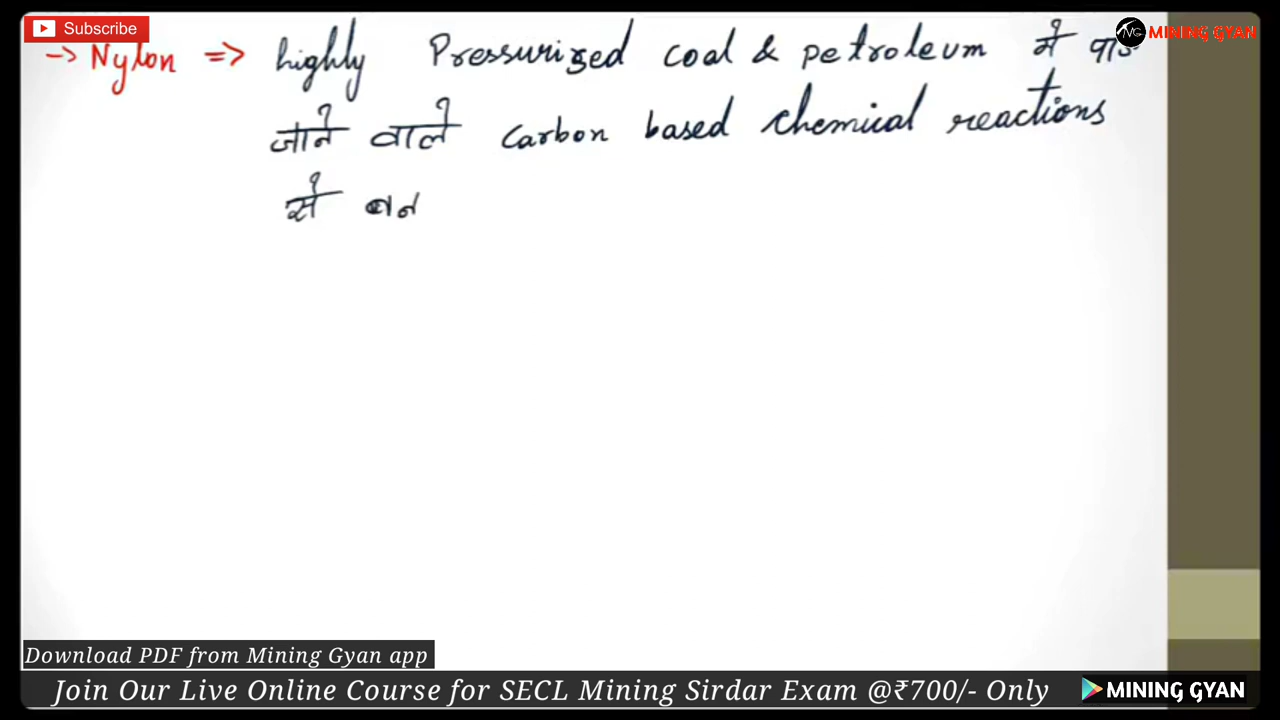 Subscribe
MINING GYAN
→ Nylon => highly Pressurized coal & petroleum में पाए
जाने वाले carbon based chemical reactions
से बन
Download PDF from Mining Gyan app
Join Our Live Online Course for SECL Mining Sirdar Exam @₹700/- Only
MINING GYAN